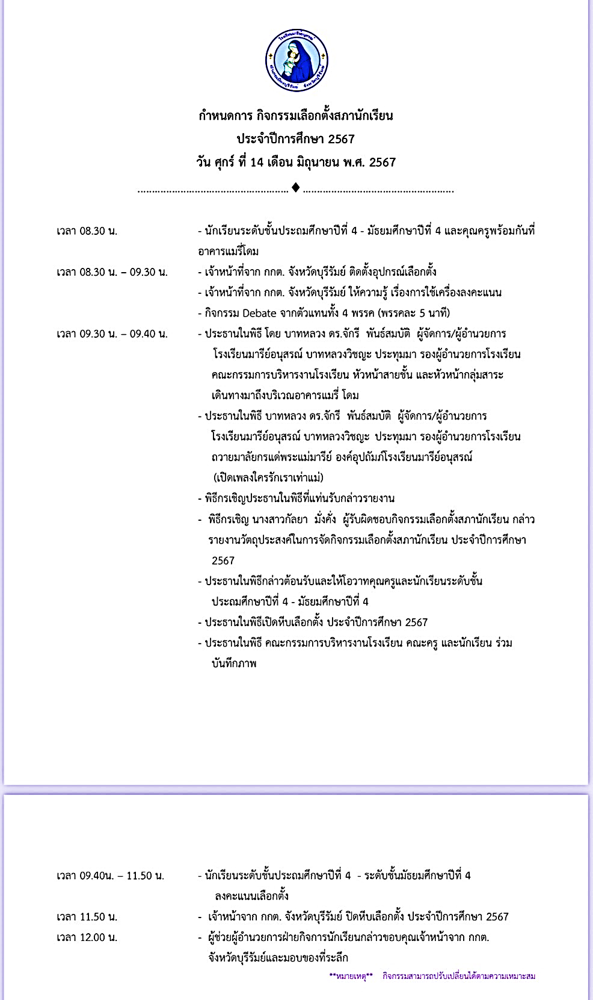 โรงเรียนมารีย์อนุสรณ์
อำเภอเมืองบุรีรัมย์ จังหวัดบุรีรัมย์
กำหนดการ กิจกรรมเลือกตั้งสภานักเรียน
ประจำปีการศึกษา 2567
วัน ศุกร์ ที่ 14 เดือน มิถุนายน พ.ศ. 2567
เวลา 08.30 น. - นักเรียนระดับชั้นประถมศึกษาปีที่ 4 - มัธยมศึกษาปีที่ 4 และคุณครูพร้อมกันที่
อาคารแมรี่โดม
เวลา 08.30 น. – 09.30 น. - เจ้าหน้าที่จาก กกต. จังหวัดบุรีรัมย์ ติดตั้งอุปกรณ์เลือกตั้ง
- เจ้าหน้าที่จาก กกต. จังหวัดบุรีรัมย์ ให้ความรู้ เรื่องการใช้เครื่องลงคะแนน
- กิจกรรม Debate จากตัวแทนทั้ง 4 พรรค (พรรคละ 5 นาที)
เวลา 09.30 น. – 09.40 น. - ประธานในพิธี โดย บาทหลวง ดร.จักรี พันธ์สมบัติ ผู้จัดการ/ผู้อำนวยการ
โรงเรียนมารีย์อนุสรณ์ บาทหลวงวิชญะ ประทุมมา รองผู้อำนวยการโรงเรียน
คณะกรรมการบริหารงานโรงเรียน หัวหน้าสายชั้น และหัวหน้ากลุ่มสาระ
เดินทางมาถึงบริเวณอาคารแมรี่ โดม
- ประธานในพิธี บาทหลวง ดร.จักรี พันธ์สมบัติ ผู้จัดการ/ผู้อำนวยการ
โรงเรียนมารีย์อนุสรณ์ บาทหลวงวิชญะ ประทุมมา รองผู้อำนวยการโรงเรียน
ถวายมาลัยกรแด่พระแม่มารีย์ องค์อุปถัมภ์โรงเรียนมารีย์อนุสรณ์
(เปิดเพลงใครรักเราเท่าแม่)
- พิธีกรเชิญประธานในพิธีที่แท่นรับกล่าวรายงาน
- พิธีกรเชิญ นางสาวกัลยา มั่งคั่ง ผู้รับผิดชอบกิจกรรมเลือกตั้งสภานักเรียน กล่าว
รายงานวัตถุประสงค์ในการจัดกิจกรรมเลือกตั้งสภานักเรียน ประจำปีการศึกษา
2567
- ประธานในพิธีกล่าวต้อนรับและให้โอวาทคุณครูและนักเรียนระดับชั้น
ประถมศึกษาปีที่ 4 - มัธยมศึกษาปีที่ 4
- ประธานในพิธีเปิดหีบเลือกตั้ง ประจำปีการศึกษา 2567
- ประธานในพิธี คณะกรรมการบริหารงานโรงเรียน คณะครู และนักเรียน ร่วม
บันทึกภาพ
เวลา 09.40น. – 11.50 น. - นักเรียนระดับชั้นประถมศึกษาปีที่ 4 - ระดับชั้นมัธยมศึกษาปีที่ 4
ลงคะแนนเลือกตั้ง
เวลา 11.50 น. - เจ้าหน้าจาก กกต. จังหวัดบุรีรัมย์ ปิดหีบเลือกตั้ง ประจำปีการศึกษา 2567
เวลา 12.00 น. - ผู้ช่วยผู้อำนวยการฝ่ายกิจการนักเรียนกล่าวขอบคุณเจ้าหน้าจาก กกต.
จังหวัดบุรีรัมย์และมอบของที่ระลึก
**หมายเหตุ** กิจกรรมสามารถปรับเปลี่ยนได้ตามความเหมาะสม